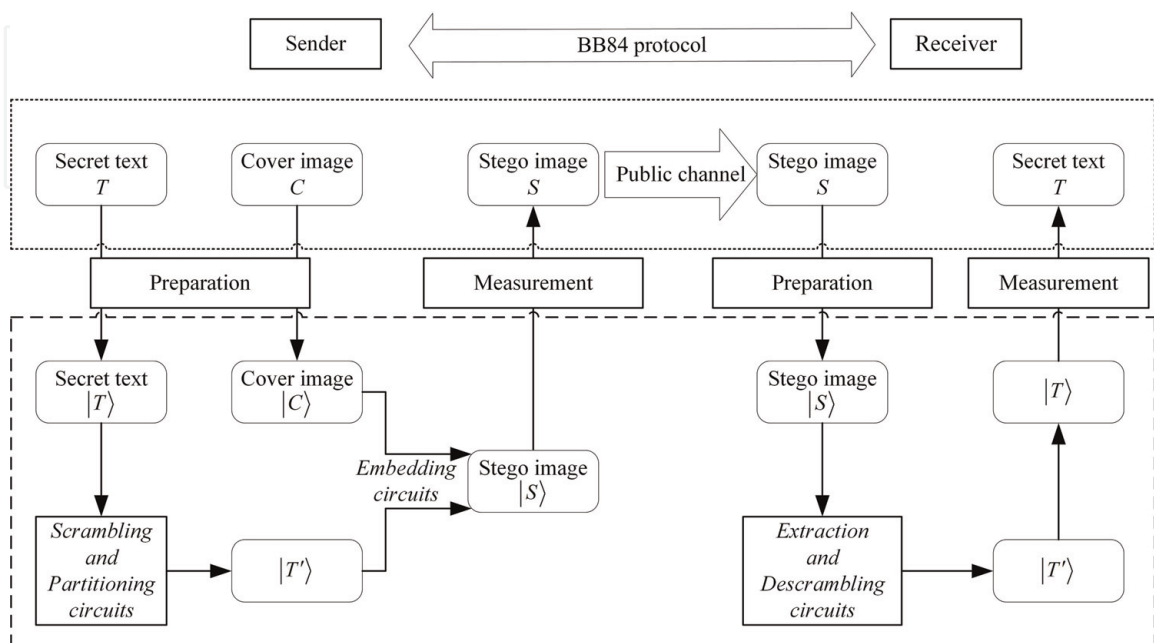 Sender
BB84 protocol
Receiver
Secret text
T
Cover image
C
Stego image
S
Public channel
Stego image
S
Secret text
T
Preparation
Measurement
Preparation
Measurement
Secret text
|T⟩
Cover image
|C⟩
Stego image
|S⟩
|T⟩
Embedding
circuits
Stego image
|S⟩
Scrambling
and
Partitioning
circuits
|T′⟩
Extraction
and
Descrambling
circuits
|T′⟩